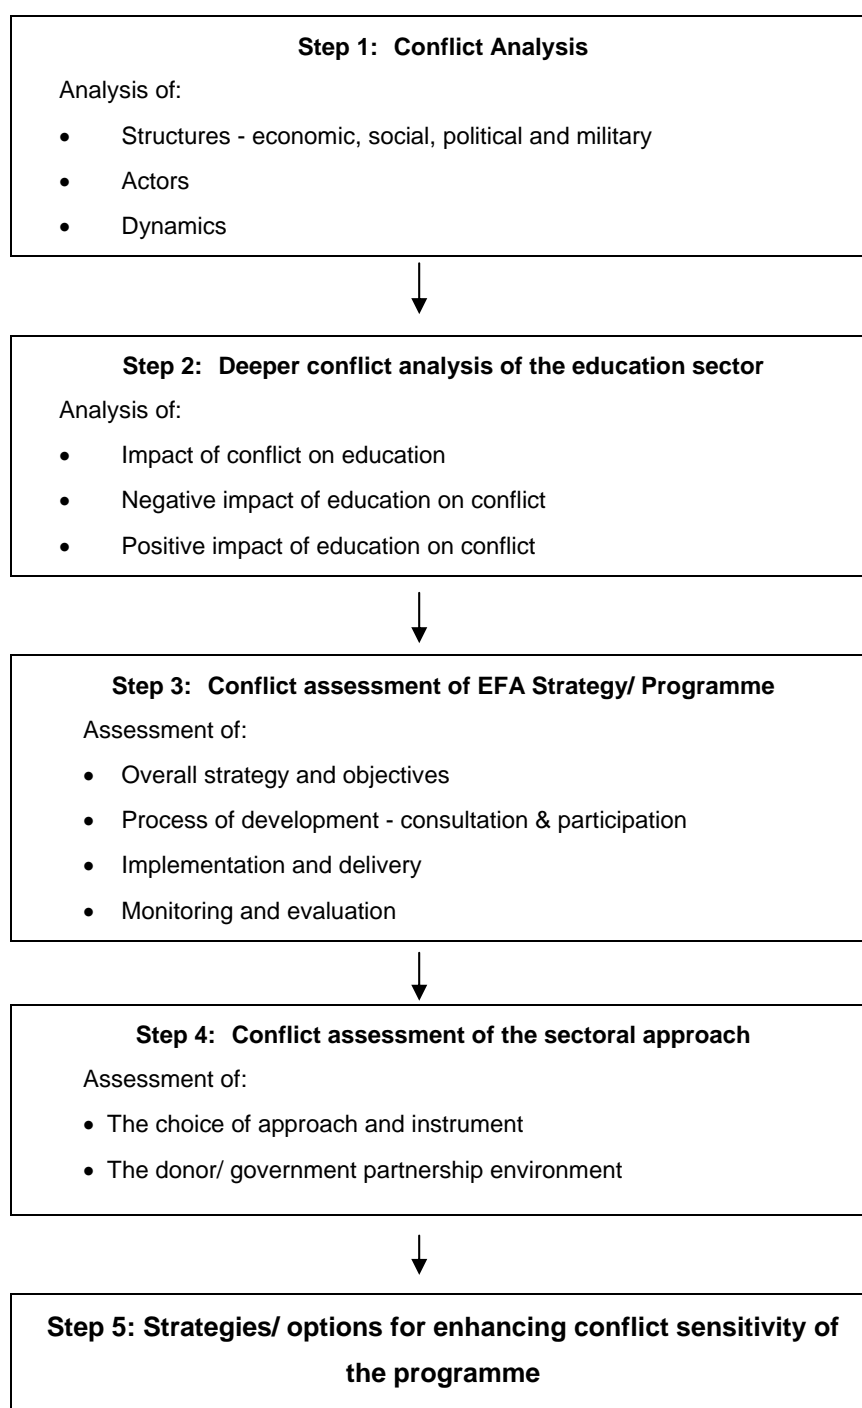 Step 1: Conflict Analysis
Analysis of:
• Structures - economic, social, political and military
• Actors
• Dynamics
Step 2: Deeper conflict analysis of the education sector
Analysis of:
• Impact of conflict on education
• Negative impact of education on conflict
• Positive impact of education on conflict
Step 3: Conflict assessment of EFA Strategy/ Programme
Assessment of:
• Overall strategy and objectives
• Process of development - consultation & participation
• Implementation and delivery
• Monitoring and evaluation
Step 4: Conflict assessment of the sectoral approach
Assessment of:
• The choice of approach and instrument
• The donor/ government partnership environment
Step 5: Strategies/ options for enhancing conflict sensitivity of
the programme